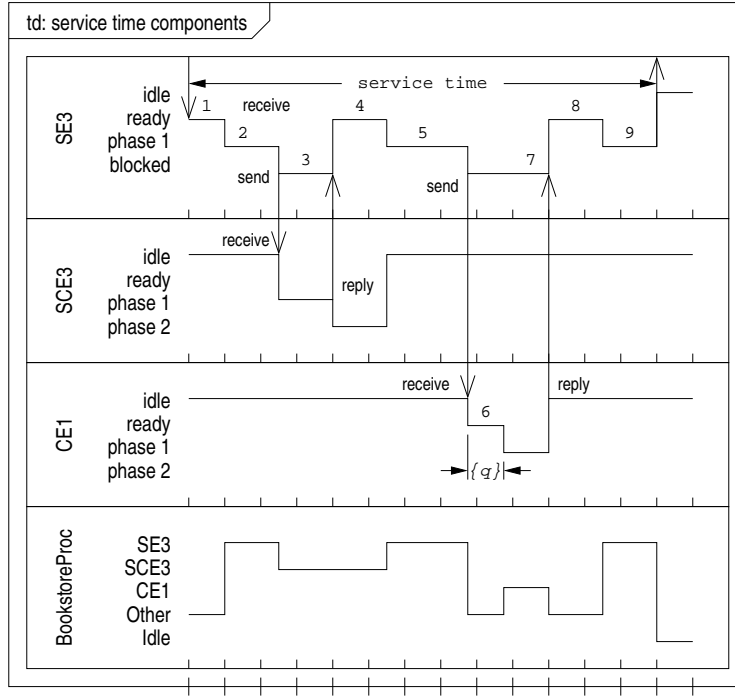 td: service time components
service time
SE3
idle
ready
phase 1
blocked
1
receive
2
3
4
5
7
8
9
send
send
SCE3
idle
ready
phase 1
phase 2
receive
reply
CE1
idle
ready
phase 1
phase 2
receive
reply
6
{q}
BookstoreProc
SE3
SCE3
CE1
Other
Idle